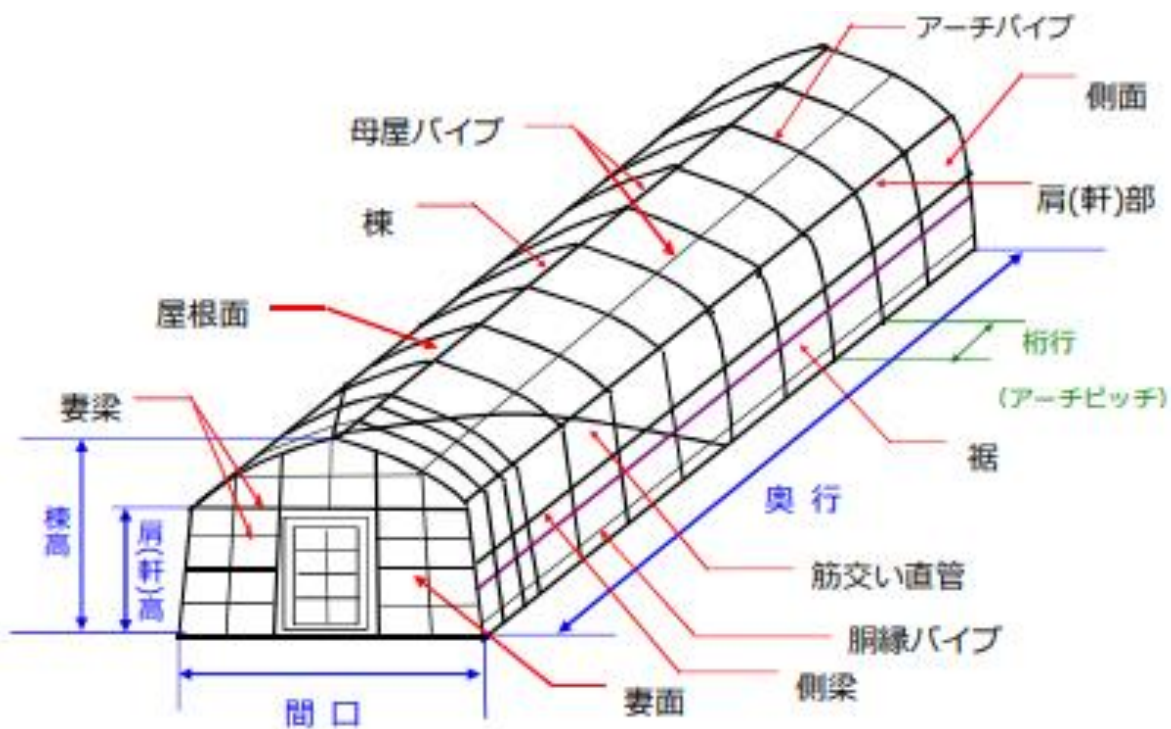 アーチパイプ
側面
母屋パイプ
肩(軒)部
棟
屋根面
桁行
(アーチピッチ)
妻梁
裾
奥 行
棟高
肩(軒)高
筋交い直管
胴縁パイプ
側梁
妻面
間 口